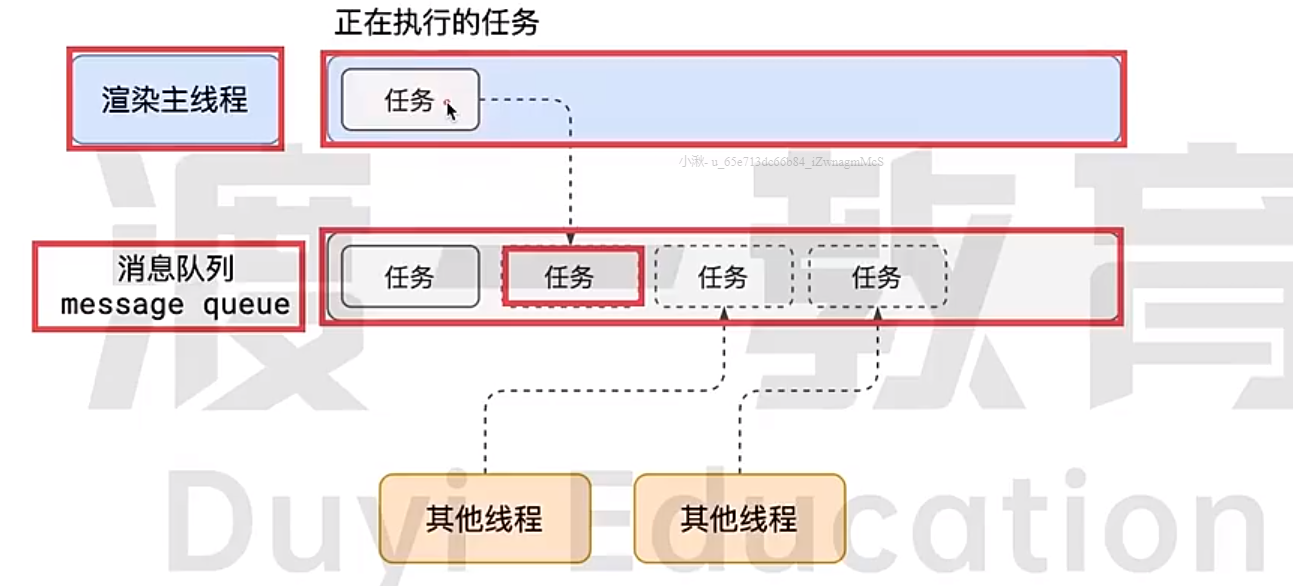 正在执行的任务
渲染主线程
任务
小湫- u_65e713dc66b84_iZwnagmMcS
消息队列
message queue
任务
任务
任务
任务
其他线程
其他线程
渡一教育
Duyi Education